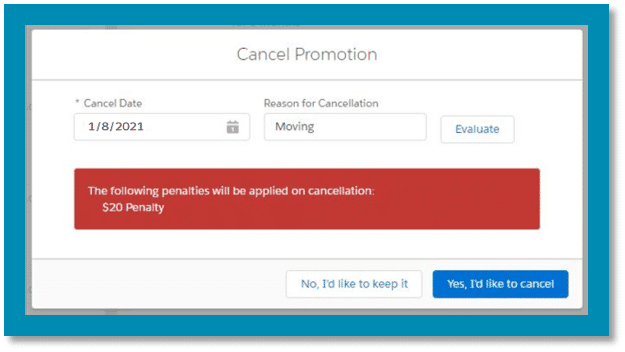 Cancel Promotion
* Cancel Date
Reason for Cancellation
1/8/2021
Moving
Evaluate
The following penalties will be applied on cancellation:
$20 Penalty
No, I'd like to keep it
Yes, I'd like to cancel